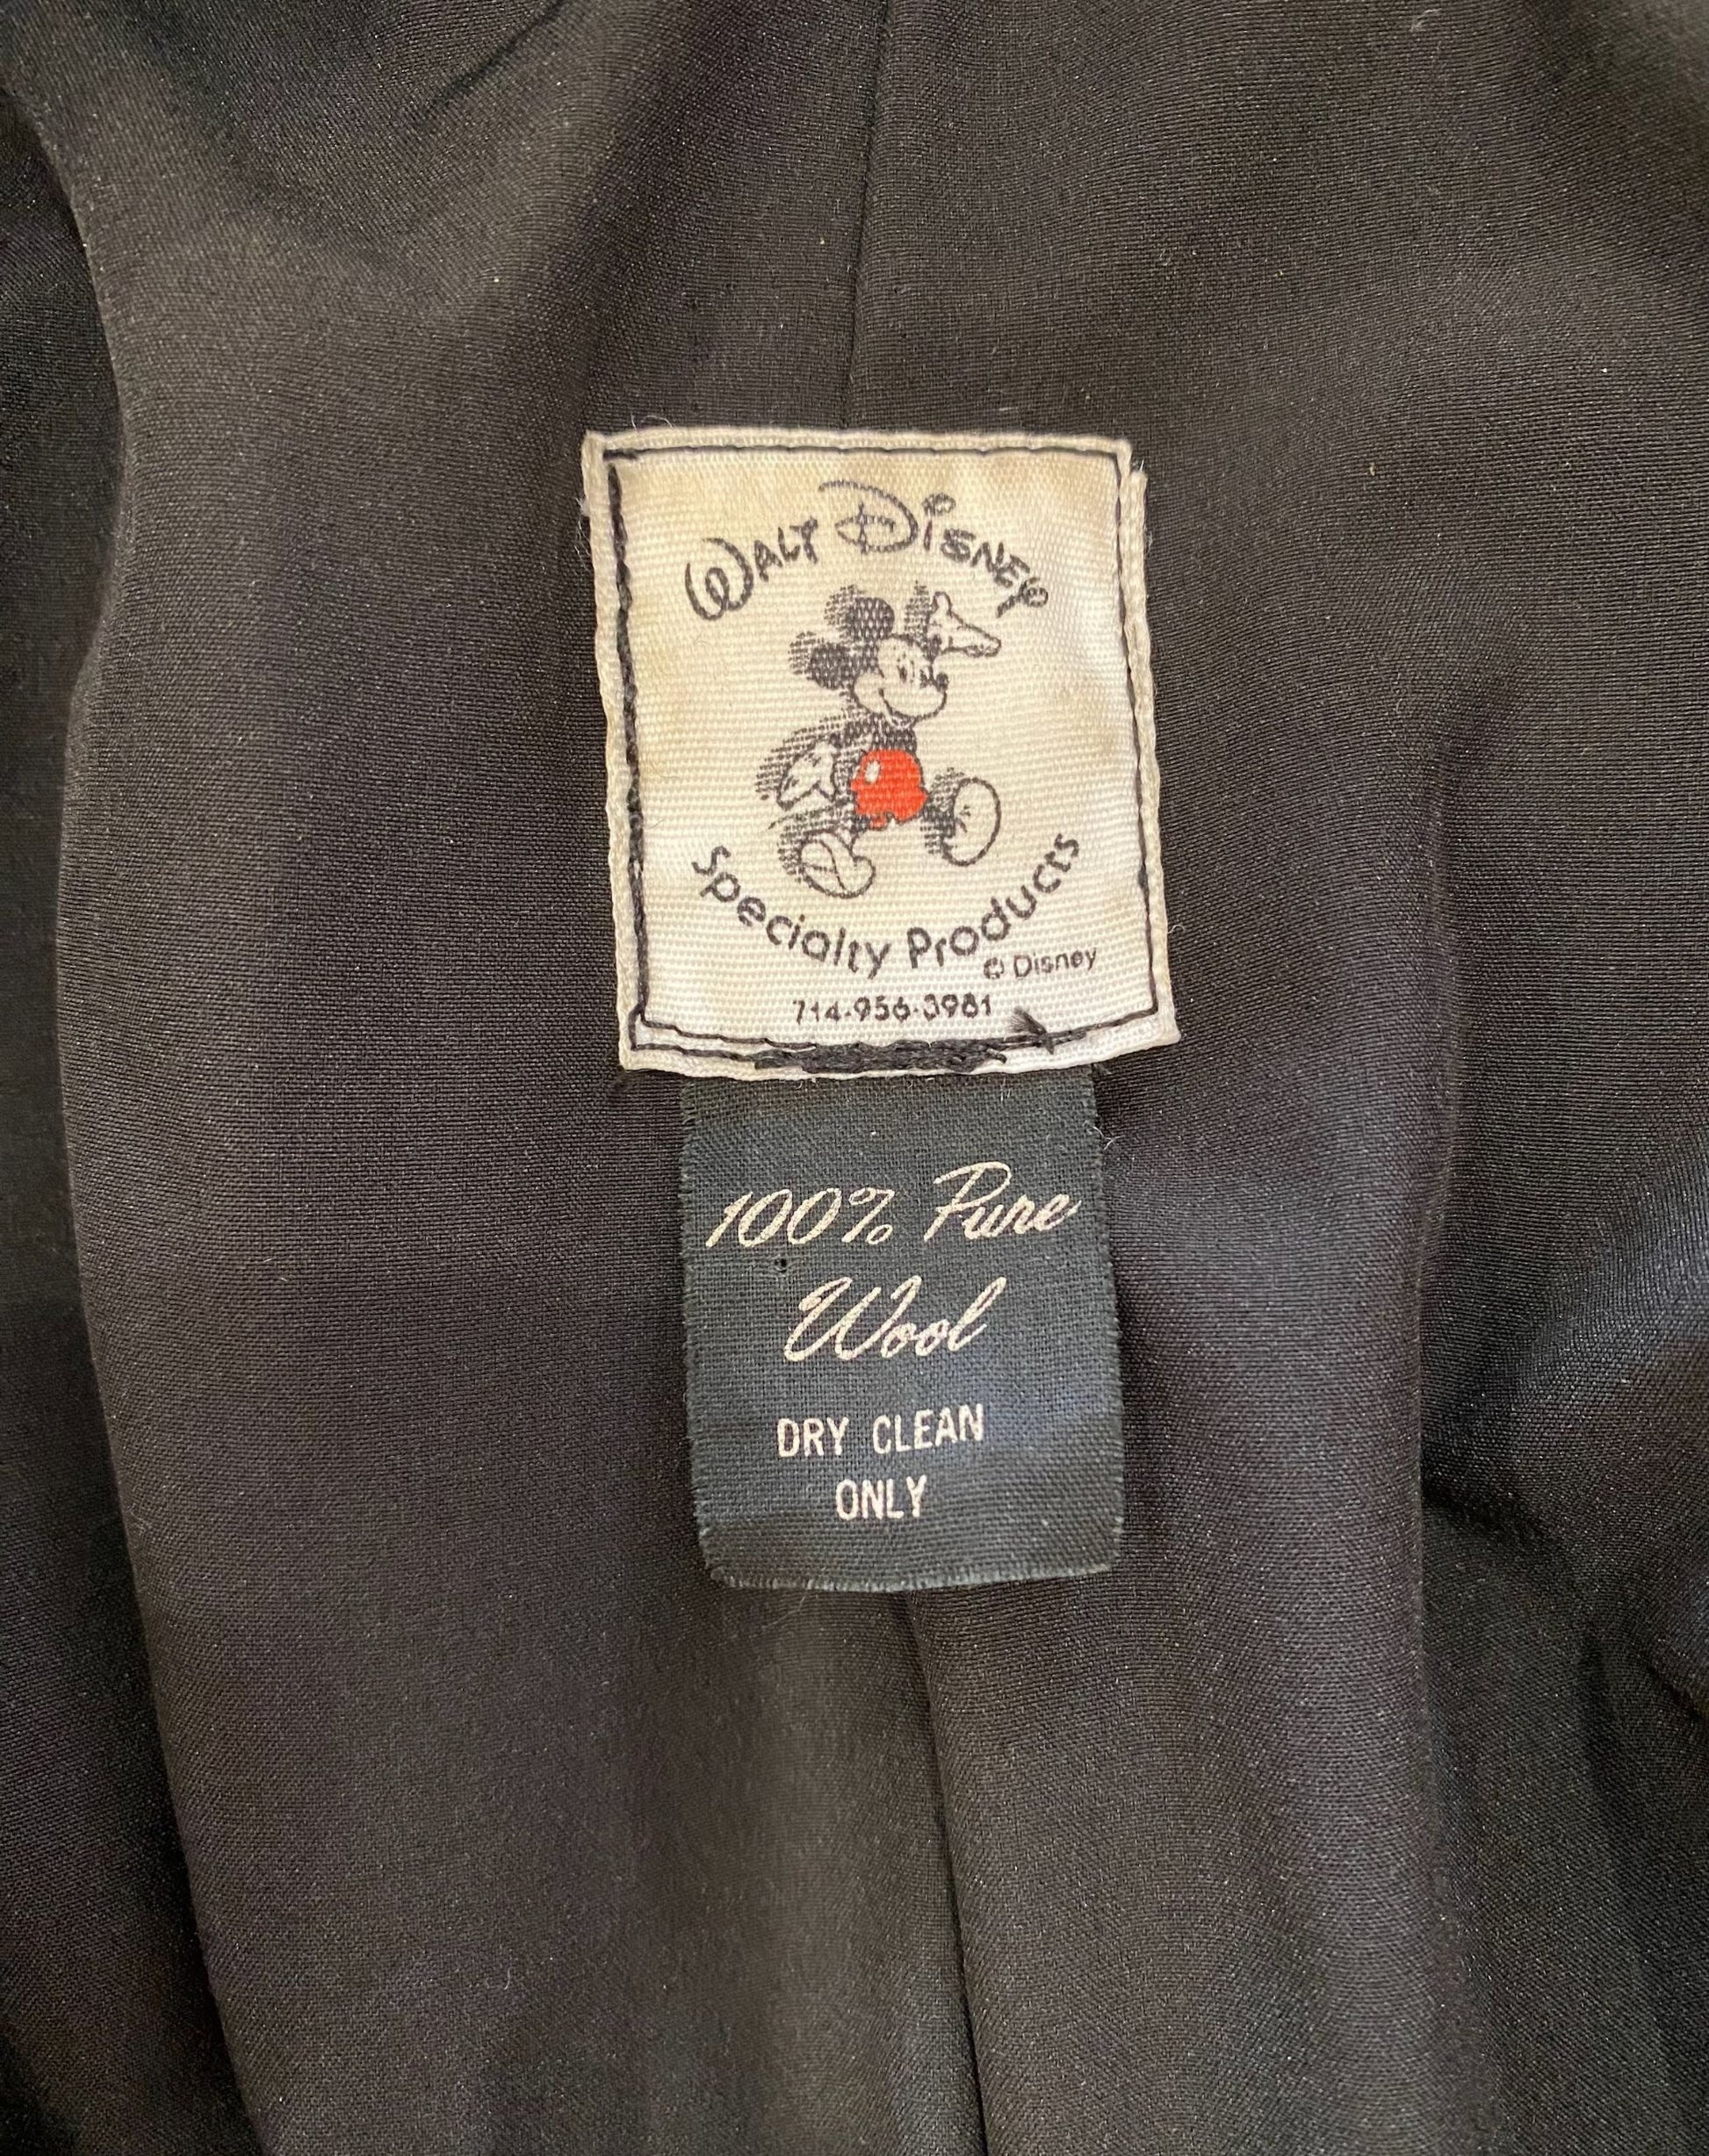 WALT DISNEY
Specialty Products
© Disney
714-956-3981
100% Pure
Wool
DRY CLEAN
ONLY